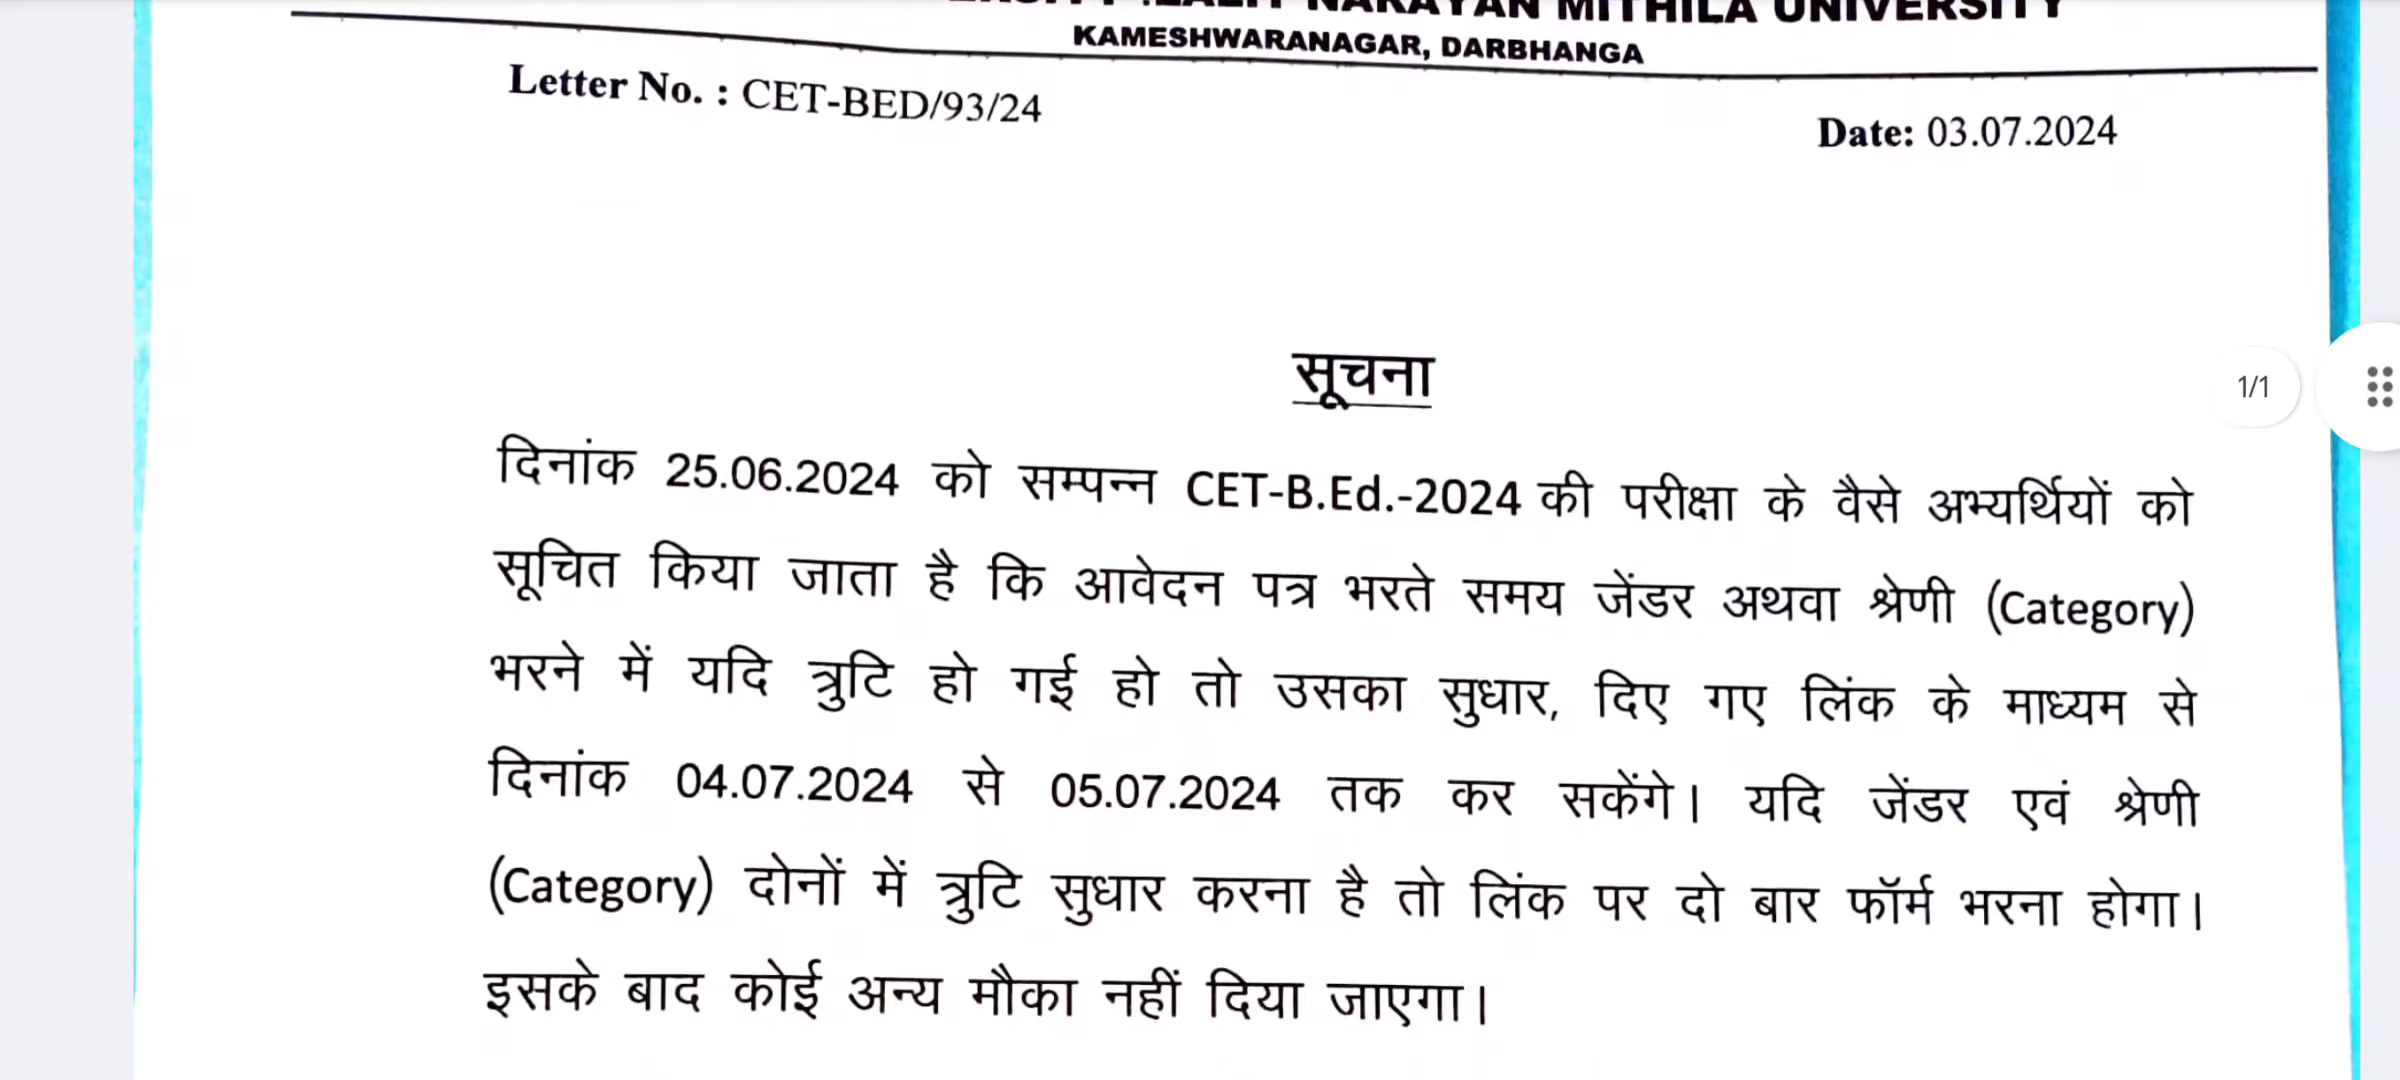 NARAYAN MITHILA UNIVERSITY
KAMESHWARANAGAR, DARBHANGA
Letter No. : CET-BED/93/24
Date: 03.07.2024
सूचना
दिनांक 25.06.2024 को सम्पन्न CET-B.Ed.-2024 की परीक्षा के वैसे अभ्यर्थियों को
सूचित किया जाता है कि आवेदन पत्र भरते समय जेंडर अथवा श्रेणी (Category)
भरने में यदि त्रुटि हो गई हो तो उसका सुधार, दिए गए लिंक के माध्यम से
दिनांक 04.07.2024 से 05.07.2024 तक कर सकेंगे। यदि जेंडर एवं श्रेणी
(Category) दोनों में त्रुटि सुधार करना है तो लिंक पर दो बार फॉर्म भरना होगा।
इसके बाद कोई अन्य मौका नहीं दिया जाएगा।
1/1